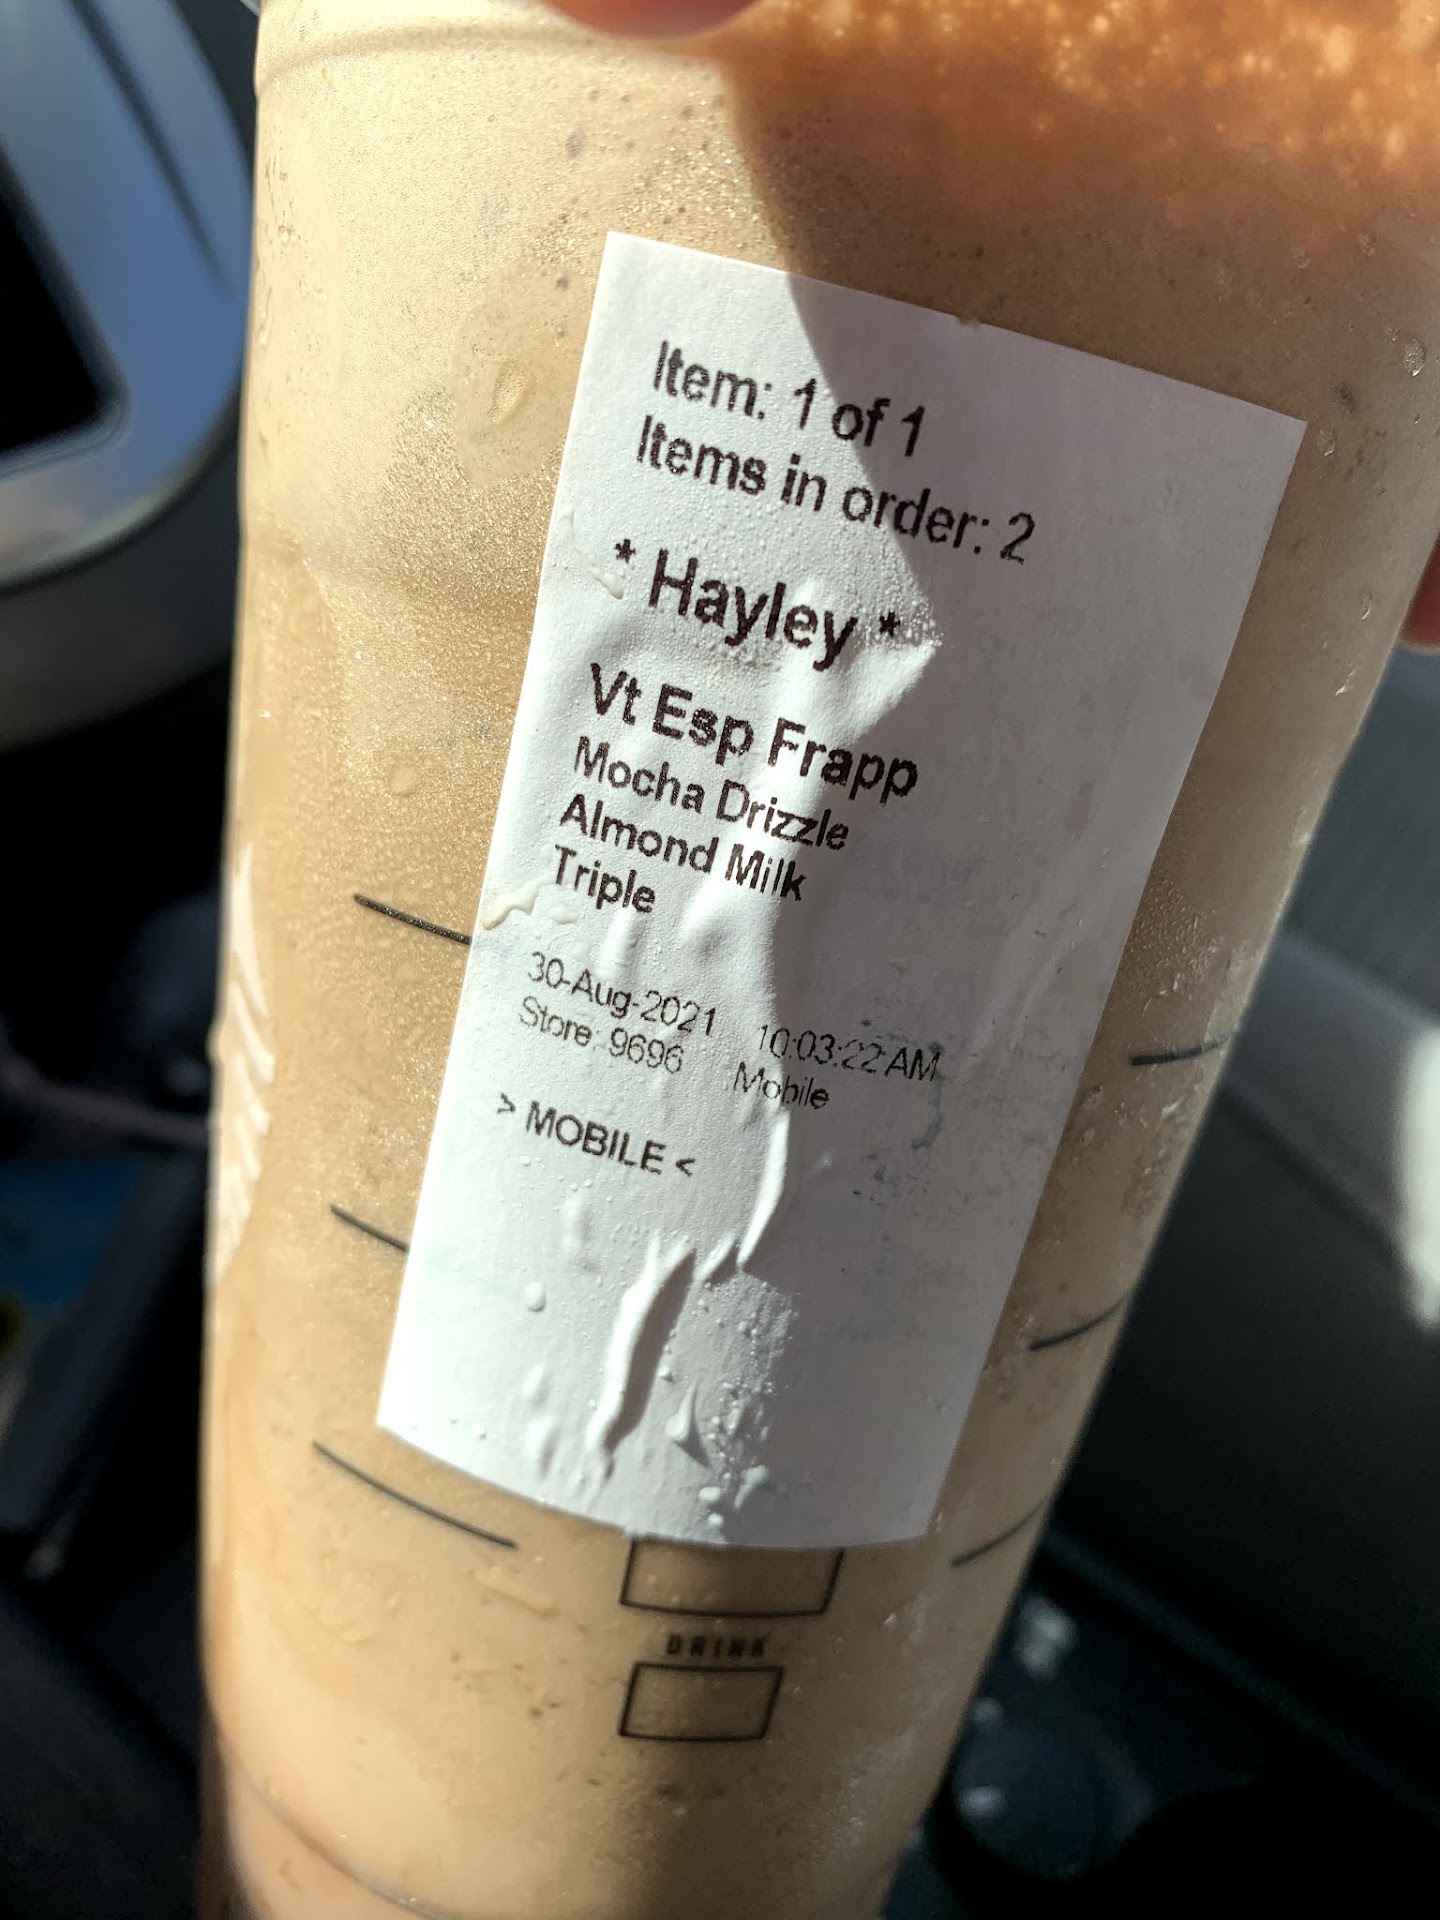 Item: 1 of 1
Items in order: 2
* Hayley *
Vt Esp Frapp
Mocha Drizzle
Almond Milk
Triple
30-Aug-2021 10:03:22 AM
Store: 9696 Mobile
> MOBILE <
DRINK